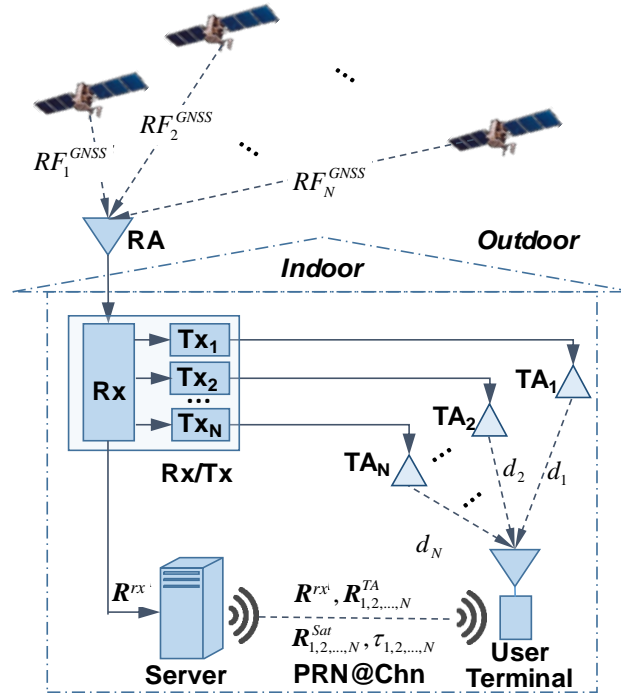 RF_2^{GNSS}
RF_1^{GNSS}
RF_N^{GNSS}
RA
Outdoor
Indoor
Rx
Tx_1
Tx_2
...
Tx_N
Rx/Tx
TA_1
TA_2
TA_N
d_2
d_1
d_N
R^{rx}
R^{rx}, R_{1,2,...,N}^{TA}
R_{1,2,...,N}^{Sat}, τ_{1,2,...,N}
PRN@Chn
Server
User
Terminal